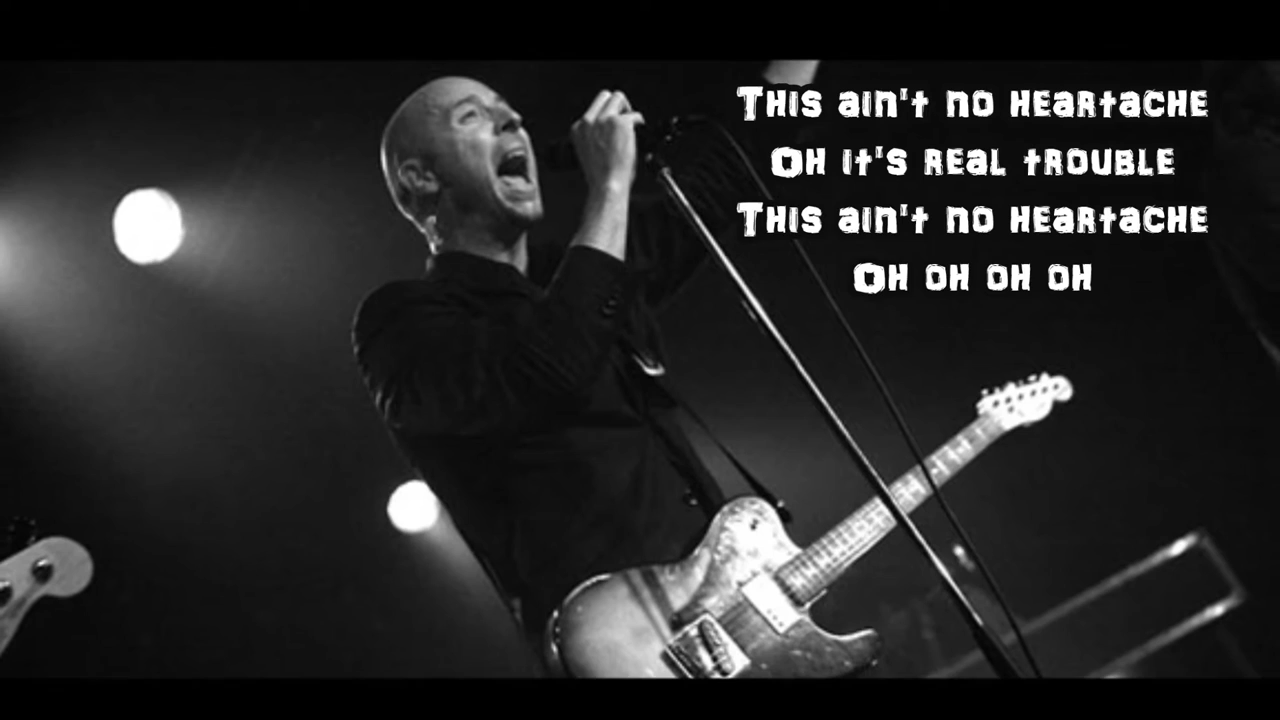 This ain't no heartache
Oh it's real trouble
This ain't no heartache
Oh oh oh oh